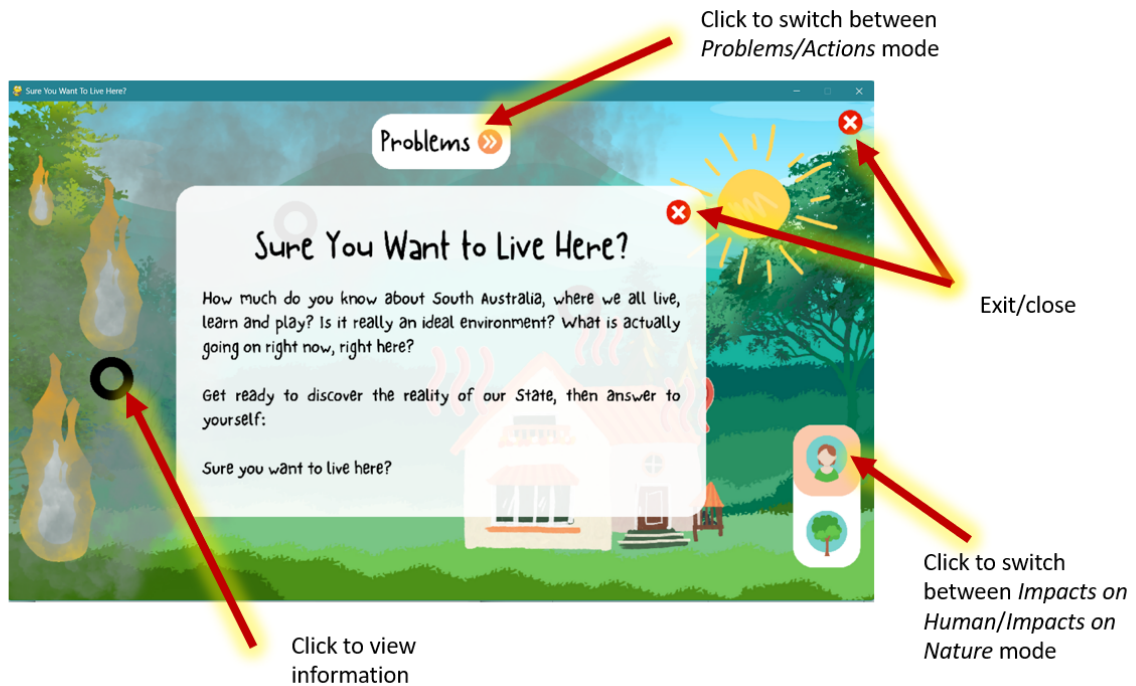 Click to switch between
Problems/Actions mode
Sure You Want To Live Here?
Problems
Sure You Want to Live Here?
How much do you know about South Australia, where we all live,
learn and play? Is it really an ideal environment? What is actually
going on right now, right here?
Get ready to discover the reality of our State, then answer to
yourself:
Sure you want to live here?
Exit/close
Click to switch
between Impacts on
Human/Impacts on
Nature mode
Click to view
information